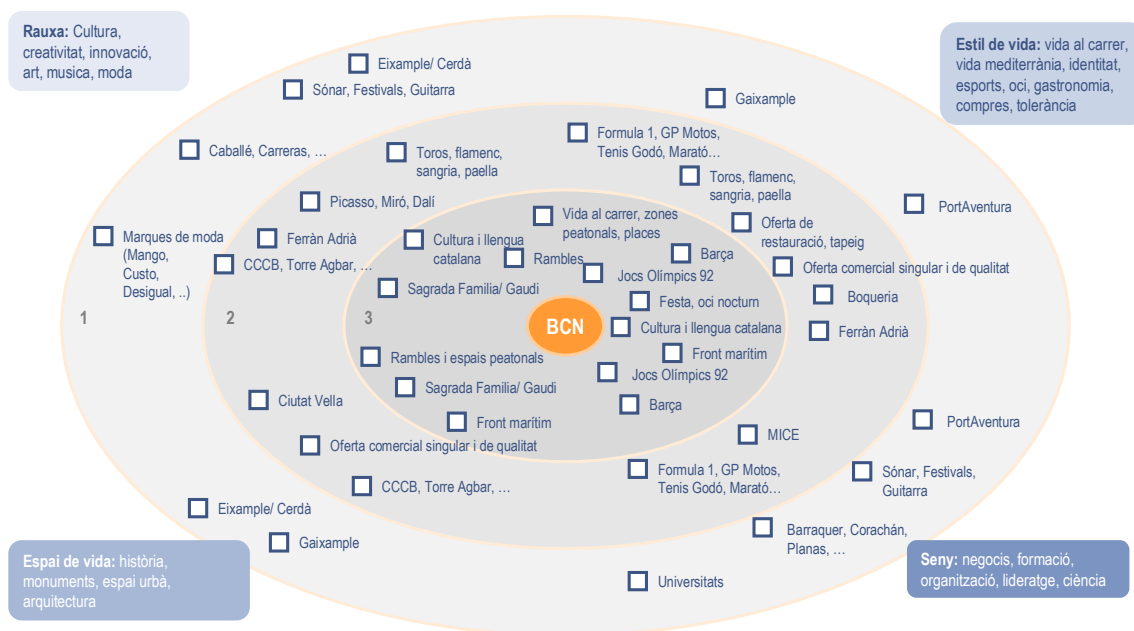 Rauxa: Cultura,
creativitat, innovació,
art, musica, moda
Estil de vida: vida al carrer,
vida mediterrània, identitat,
esports, oci, gastronomia,
compres, tolerància
Eixample/ Cerdà
Sónar, Festivals, Guitarra
Gaixample
Formula 1, GP Motos,
Tenis Godó, Marató...
Caballé, Carreras, ...
Toros, flamenc,
sangria, paella
Toros, flamenc,
sangria, paella
Picasso, Miró, Dalí
PortAventura
Vida al carrer, zones
peatonals, places
Oferta de
restauració, tapeig
Marques de moda
(Mango,
Custo,
Desigual, ..)
Ferràn Adrià
Cultura i llengua
catalana
Rambles
Barça
CCCB, Torre Agbar, ...
Jocs Olímpics 92
Oferta comercial singular i de qualitat
Sagrada Familia/ Gaudi
Festa, oci nocturn
Boqueria
1
2
3
BCN
Cultura i llengua catalana
Ferràn Adrià
Rambles i espais peatonals
Front marítim
Jocs Olímpics 92
Sagrada Familia/ Gaudi
Ciutat Vella
Barça
Front marítim
PortAventura
MICE
Oferta comercial singular i de qualitat
Formula 1, GP Motos,
Tenis Godó, Marató...
Sónar, Festivals,
Guitarra
CCCB, Torre Agbar, ...
Eixample/ Cerdà
Barraquer, Corachán,
Planas, ...
Gaixample
Universitats
Espai de vida: història,
monuments, espai urbà,
arquitectura
Seny: negocis, formació,
organització, lideratge, ciència